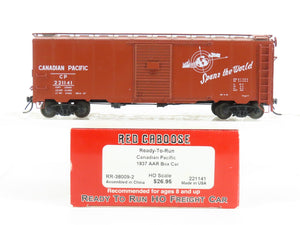 CANADIAN PACIFIC
CP
221141
Spans the World
RED CABOOSE
Ready-To-Run
Canadian Pacific
1937 AAR Box Car
RR-38009-2
HO Scale
221141
Assembled in China
$26.95
Made in USA
Recommended for ages 8 and up
READY TO RUN HO FREIGHT CAR